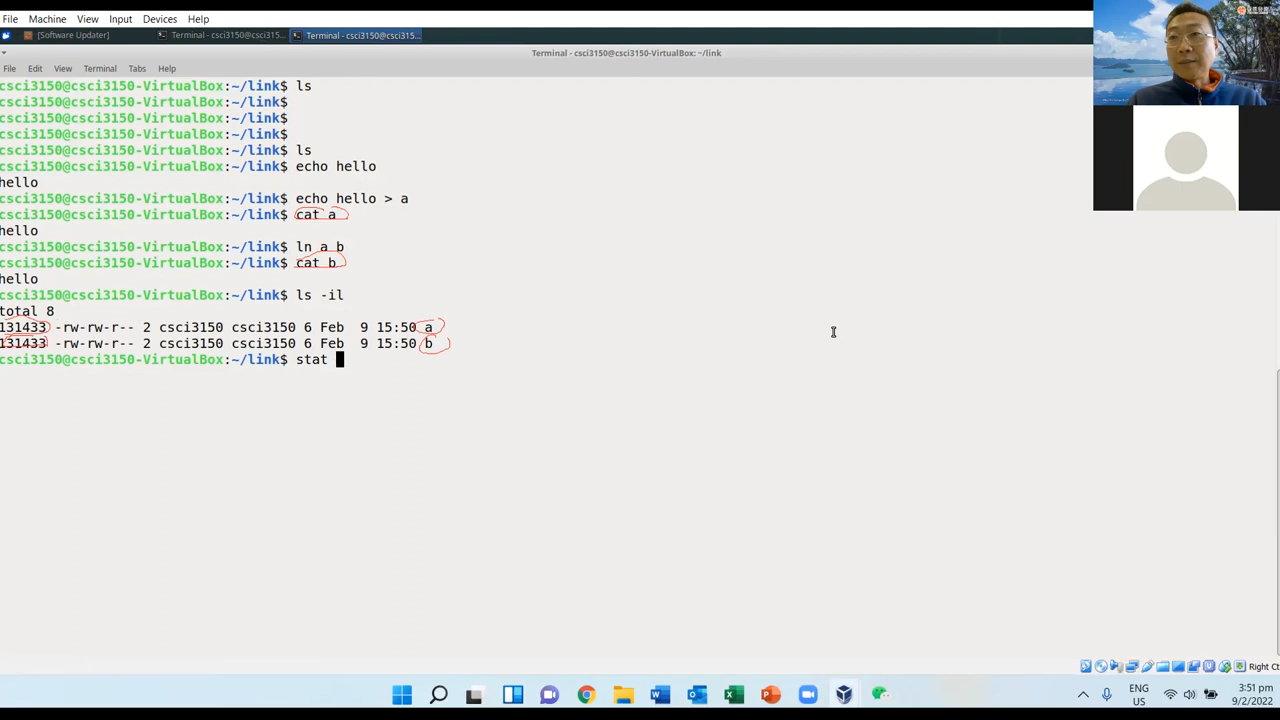 File Machine View Input Devices Help
[Software Updater] Terminal - csci3150@csci315... Terminal - csci3150@csci315...
Terminal - csci3150@csci3150-VirtualBox: ~/link
File Edit View Terminal Tabs Help
csci3150@csci3150-VirtualBox:~/link$ ls
csci3150@csci3150-VirtualBox:~/link$
csci3150@csci3150-VirtualBox:~/link$
csci3150@csci3150-VirtualBox:~/link$
csci3150@csci3150-VirtualBox:~/link$ ls
csci3150@csci3150-VirtualBox:~/link$ echo hello
hello
csci3150@csci3150-VirtualBox:~/link$ echo hello > a
csci3150@csci3150-VirtualBox:~/link$ cat a
hello
csci3150@csci3150-VirtualBox:~/link$ ln a b
csci3150@csci3150-VirtualBox:~/link$ cat b
hello
csci3150@csci3150-VirtualBox:~/link$ ls -il
total 8
131433 -rw-rw-r-- 2 csci3150 csci3150 6 Feb  9 15:50 a
131433 -rw-rw-r-- 2 csci3150 csci3150 6 Feb  9 15:50 b
csci3150@csci3150-VirtualBox:~/link$ stat
Right Ct
ENG
US
3:51 pm
9/2/2022